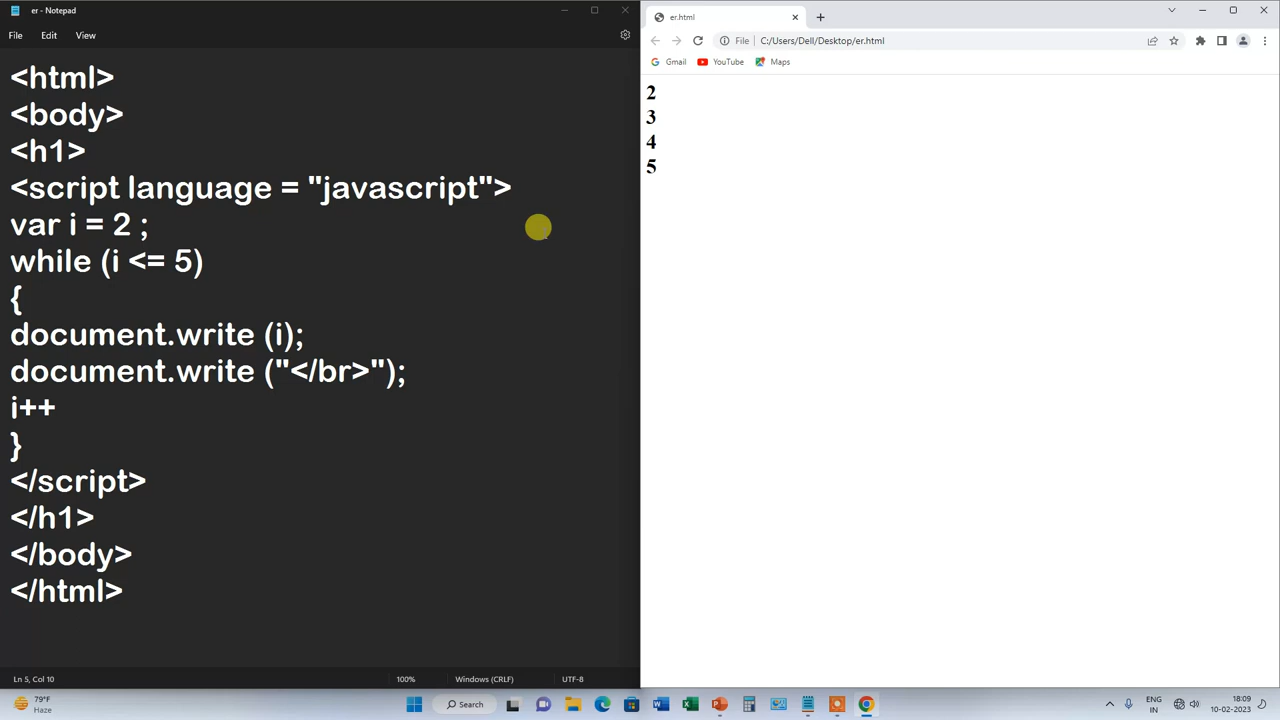 er - Notepad
File Edit View
<html>
<body>
<h1>
<script language = "javascript">
var i = 2 ;
while (i <= 5)
{
document.write (i);
document.write ("</br>");
i++
}
</script>
</h1>
</body>
</html>
Ln 5, Col 10 100% Windows (CRLF) UTF-8
er.html
File C:/Users/Dell/Desktop/er.html
Gmail YouTube Maps
2
3
4
5
79°F
Haze
Search
ENG
IN
18:09
10-02-2023